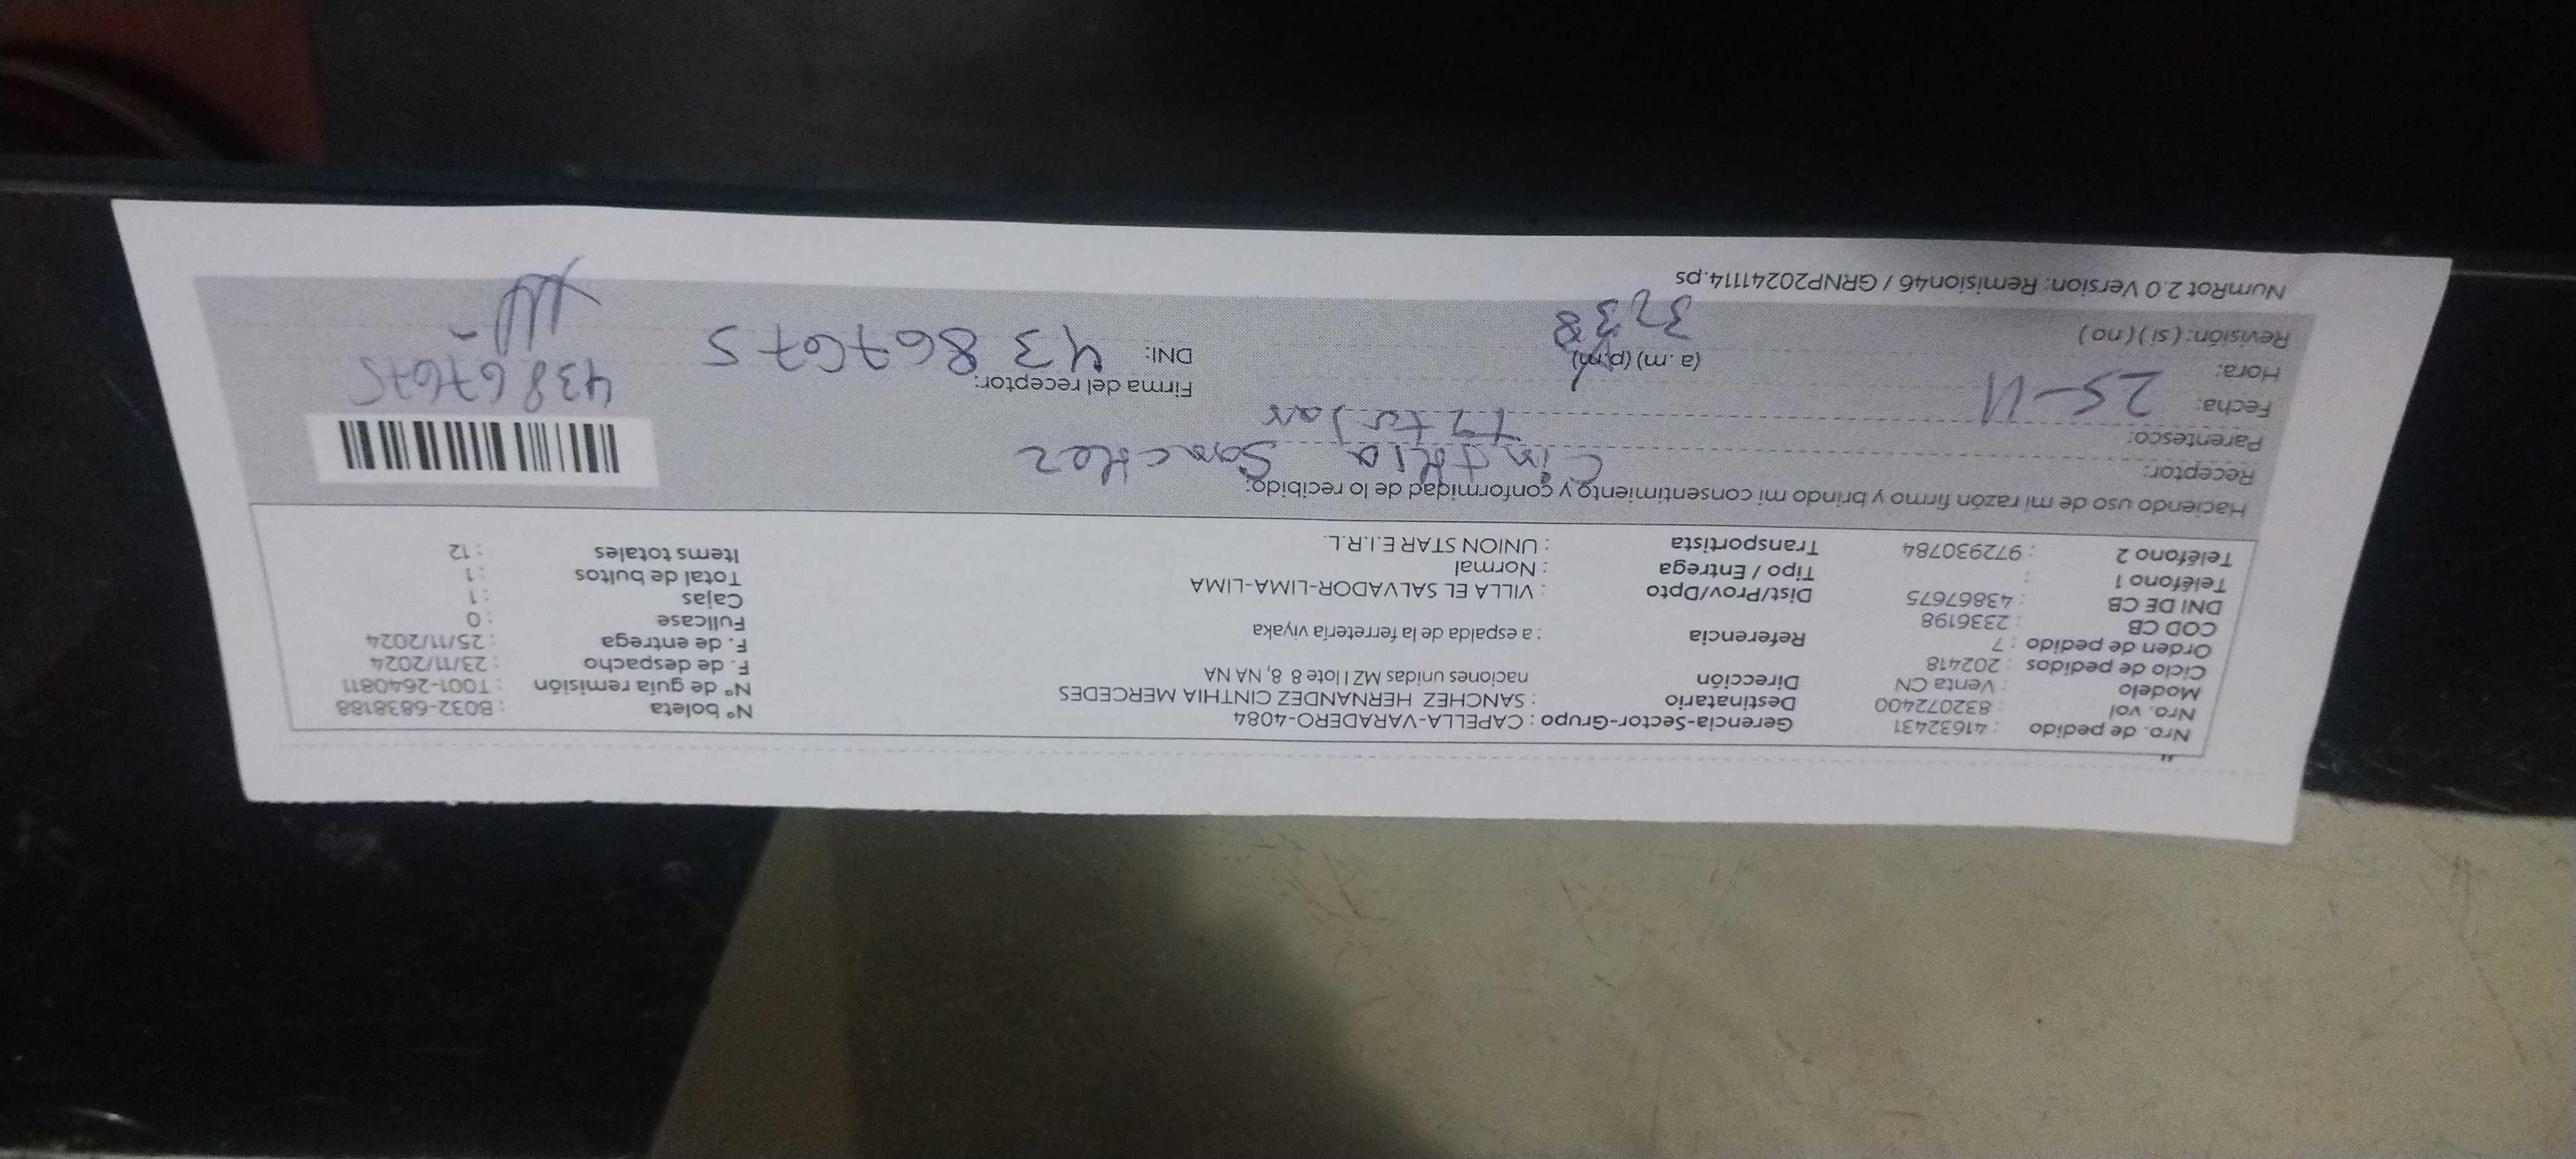 Nro. de pedido : 41632431 Gerencia-Sector-Grupo : CAPELLA-VARADERO-4084 N° boleta : B032-6838188
Nro. vol : 832072400 Destinatario : SANCHEZ HERNANDEZ CINTHIA MERCEDES N° de guía remisión : T001-2640811
Modelo : Venta CN Dirección naciones unidas MZ I lote 8 8, NA NA F. de despacho : 23/11/2024
Ciclo de pedidos : 202418 F. de entrega : 25/11/2024
Orden de pedido : 7 Referencia : a espalda de la ferretería viyaka Fullcase : 0
COD CB : 2336198 Cajas : 1
DNI DE CB : 43867675 Dist/Prov/Dpto : VILLA EL SALVADOR-LIMA-LIMA Total de bultos : 1
Teléfono 1 : Tipo / Entrega : Normal Items totales : 12
Teléfono 2 : 972930784 Transportista : UNION STAR E.I.R.L.
Haciendo uso de mi razón firmo y brindo mi consentimiento y conformidad de lo recibido:
Receptor: Cinthia Sanchez
Parentesco:
Fecha: 25-11 Firma del receptor: 43867675
Hora: (a.m) (p.m) DNI: 43867675
Revisión: ( si ) ( no )
NumRot 2.0 Version: Remision46 / GRNP20241114.ps